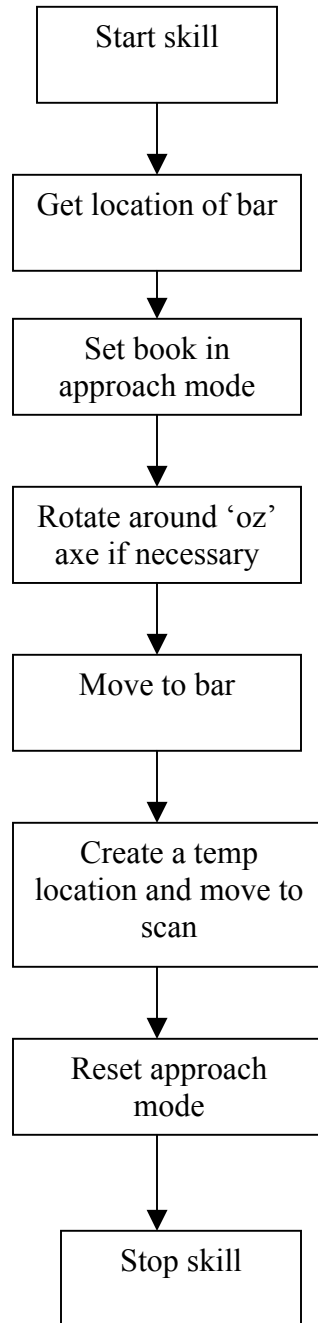 Start skill
Get location of bar
Set book in
approach mode
Rotate around ‘oz’
axe if necessary
Move to bar
Create a temp
location and move to
scan
Reset approach
mode
Stop skill